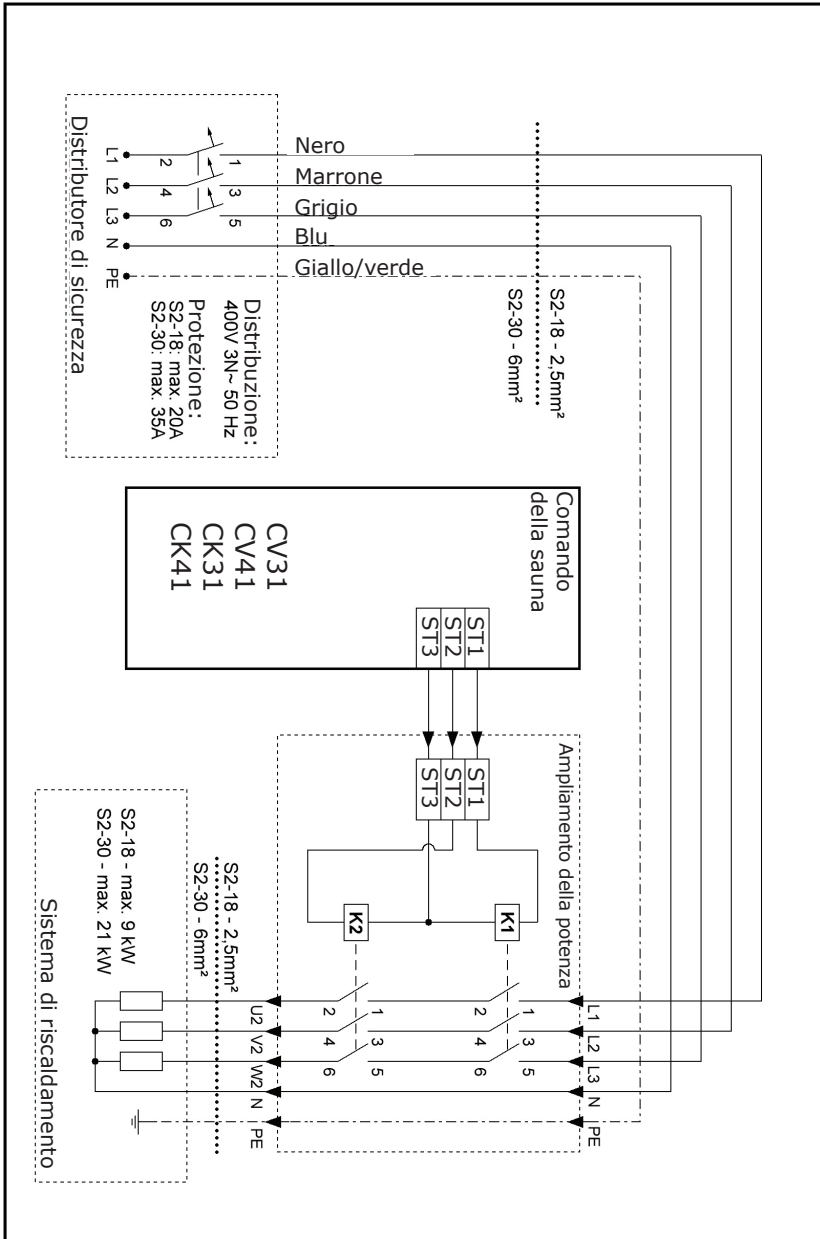 Nero
Marrone
Grigio
Blu
Giallo/verde
Distributore di sicurezza
L1
L2
L3
N
PE
2
4
6
1
3
5
Distribuzione:
400V 3N~ 50 Hz
Protezione:
S2-18: max. 20A
S2-30: max. 35A
S2-18 - 2,5mm²
S2-30 - 6mm²
Comando
della sauna
CV31
CV41
CK31
CK41
ST1
ST2
ST3
Ampliamento della potenza
ST1
ST2
ST3
K1
K2
L1
L2
L3
N
PE
1
3
5
2
4
6
1
3
5
2
4
6
U2
V2
W2
N
PE
S2-18 - 2,5mm²
S2-30 - 6mm²
S2-18 - max. 9 kW
S2-30 - max. 21 kW
Sistema di riscaldamento